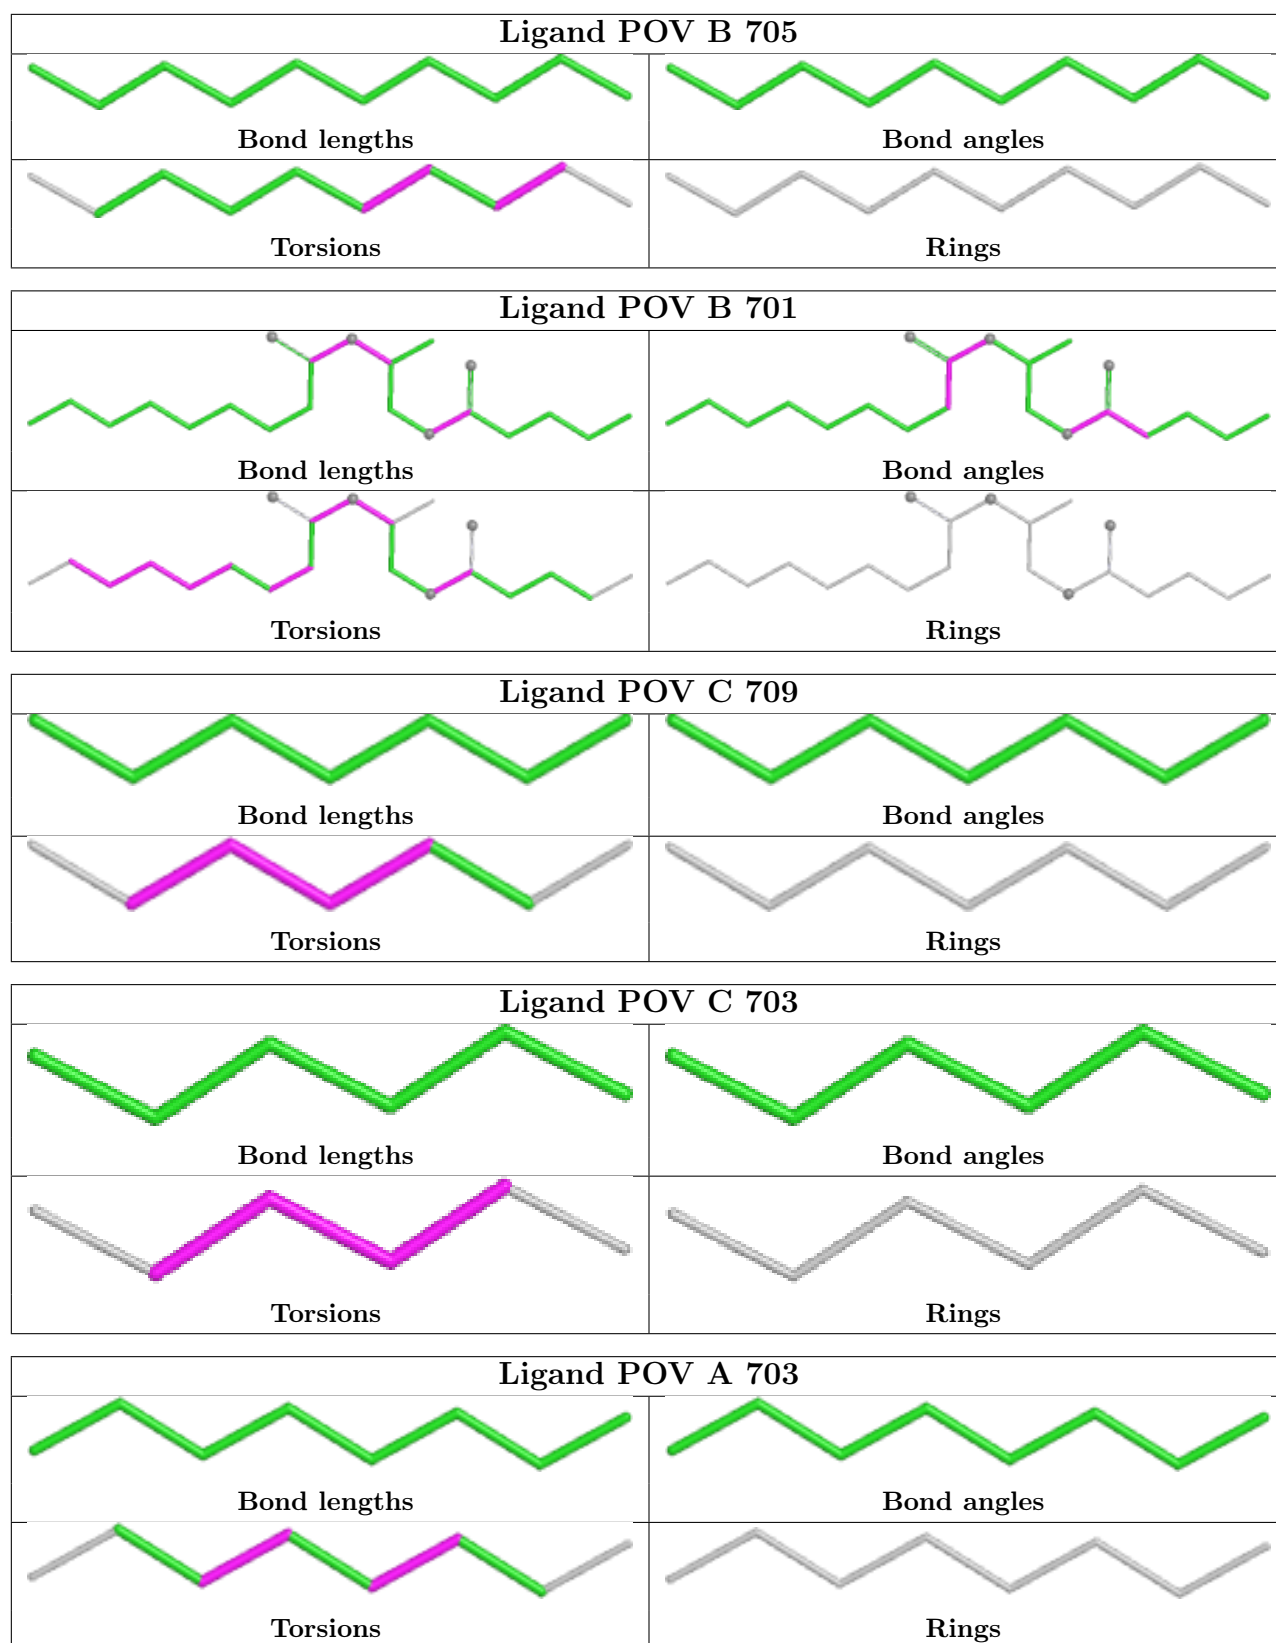 Ligand POV B 705
Bond lengths
Bond angles
Torsions
Rings
Ligand POV B 701
Bond lengths
Bond angles
Torsions
Rings
Ligand POV C 709
Bond lengths
Bond angles
Torsions
Rings
Ligand POV C 703
Bond lengths
Bond angles
Torsions
Rings
Ligand POV A 703
Bond lengths
Bond angles
Torsions
Rings